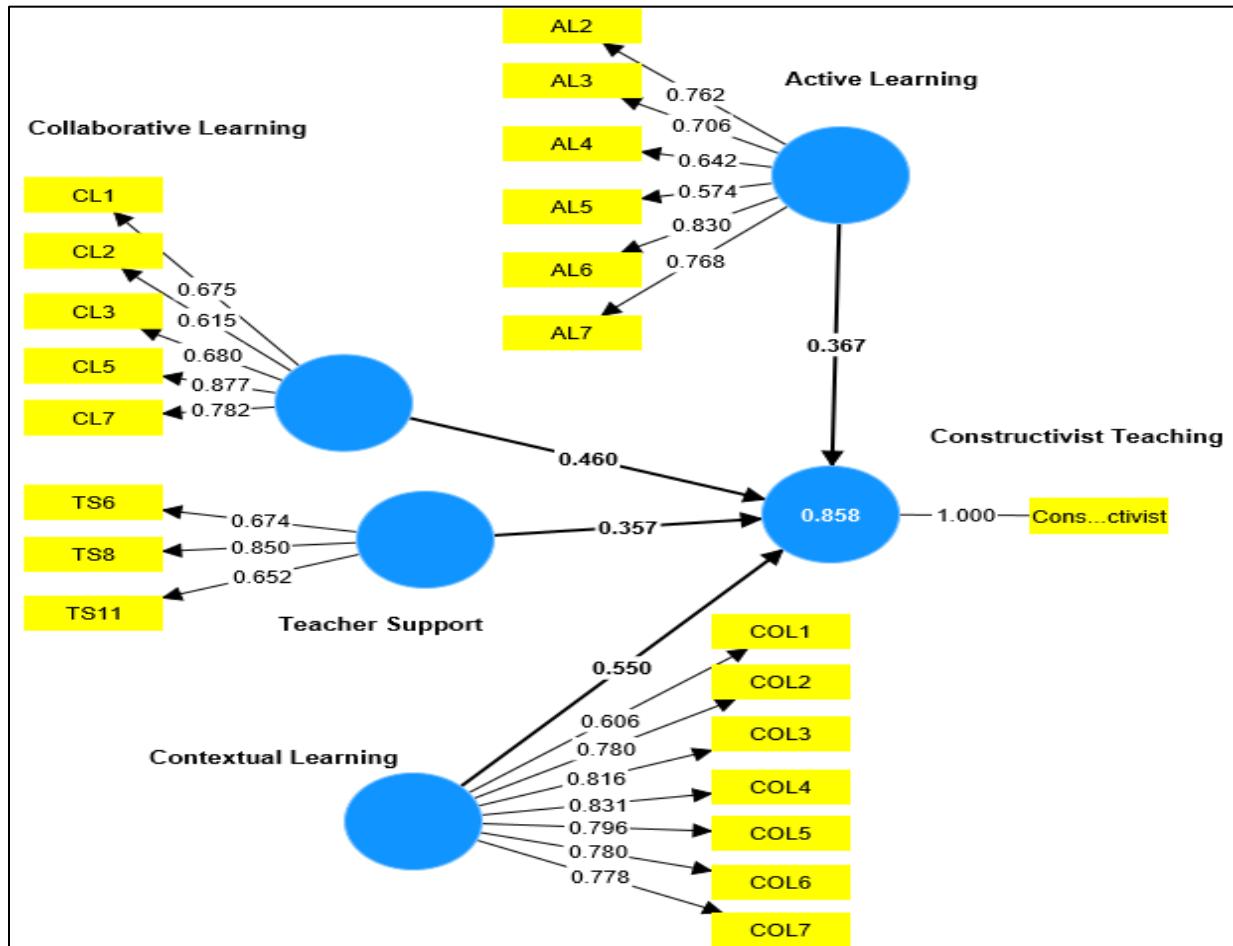 AL2
AL3
AL4
AL5
AL6
AL7
0.762
0.706
0.642
0.574
0.830
0.768
Active Learning
0.367
Collaborative Learning
CL1
CL2
CL3
CL5
CL7
0.675
0.615
0.680
0.877
0.782
0.460
Constructivist Teaching
0.858
1.000
Cons...ctivist
TS6
TS8
TS11
0.674
0.850
0.652
0.357
Teacher Support
0.550
Contextual Learning
0.606
0.780
0.816
0.831
0.796
0.780
0.778
COL1
COL2
COL3
COL4
COL5
COL6
COL7